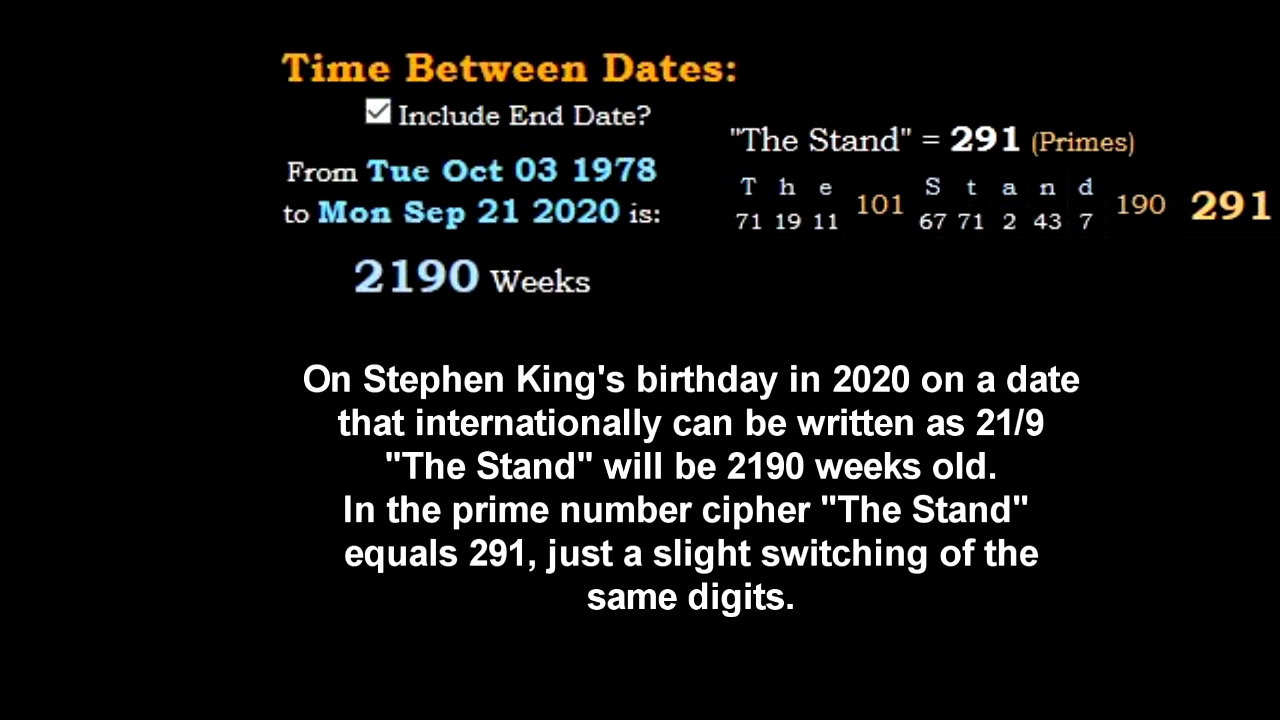 Time Between Dates:
Include End Date?
From Tue Oct 03 1978
to Mon Sep 21 2020 is:
2190 Weeks
"The Stand" = 291 (Primes)
T h e S t a n d
71 19 11 101 67 71 2 43 7 190 291
On Stephen King's birthday in 2020 on a date
that internationally can be written as 21/9
"The Stand" will be 2190 weeks old.
In the prime number cipher "The Stand"
equals 291, just a slight switching of the
same digits.